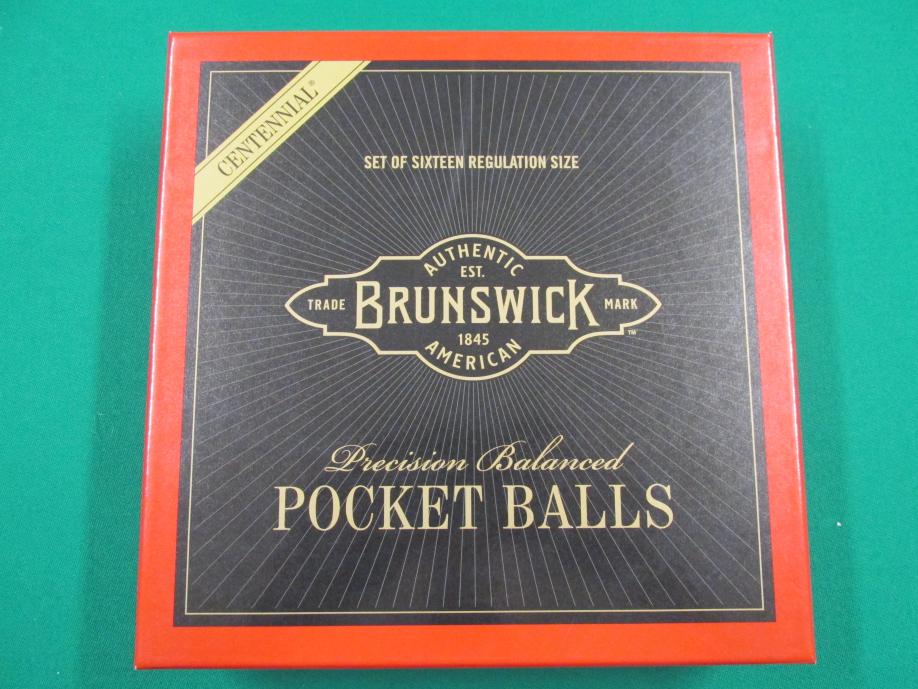 CENTENNIAL®
SET OF SIXTEEN REGULATION SIZE
AUTHENTIC
EST.
TRADE BRUNSWICK MARK
™
1845
AMERICAN
Precision Balanced
POCKET BALLS